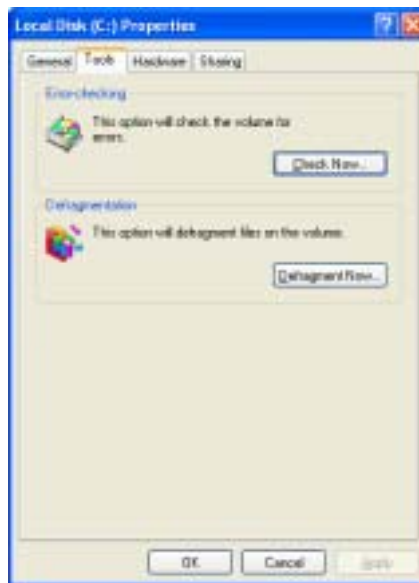 Local Disk (C:) Properties
General Tools Hardware Sharing
Error-checking
This option will check the volume for
errors.
Check Now...
Defragmentation
This option will defragment files on the volume.
Defragment Now...
OK Cancel Apply